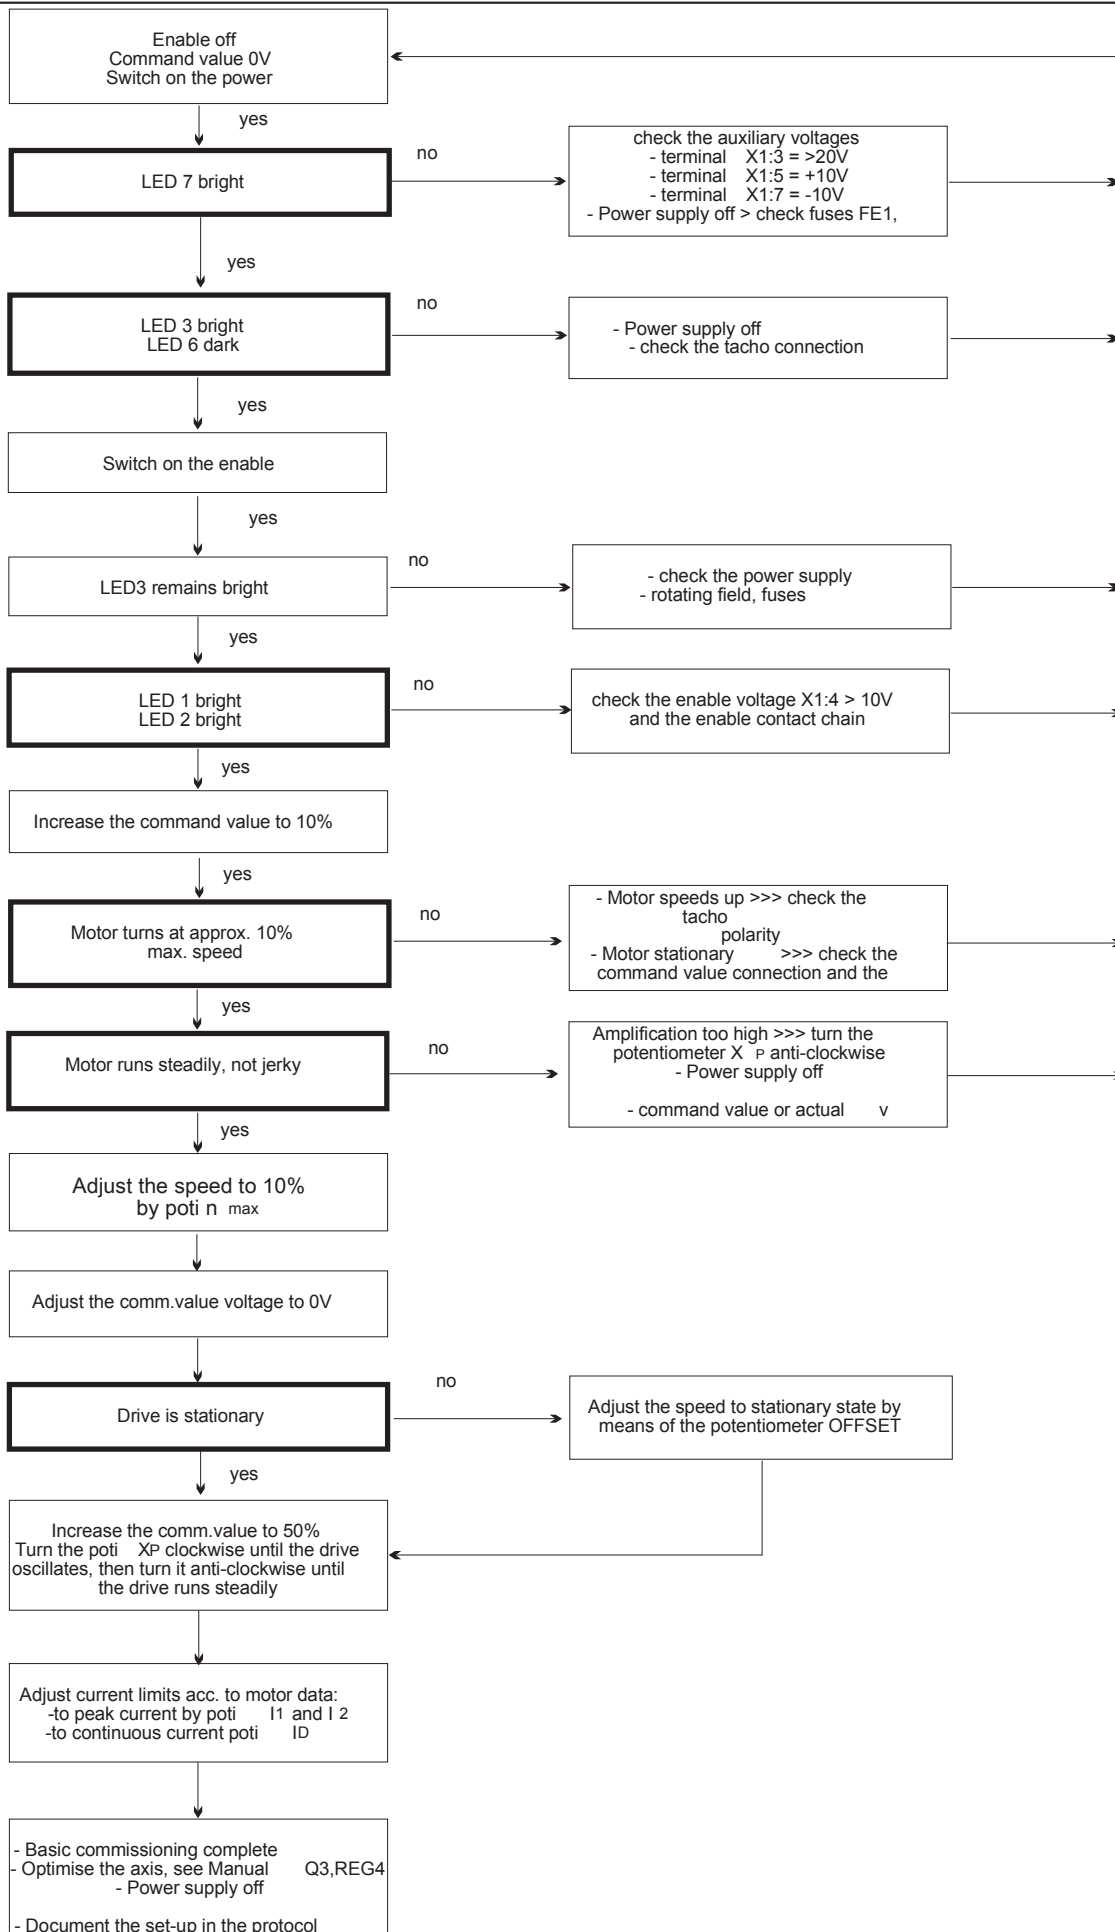 Enable off
Command value 0V
Switch on the power
yes
LED 7 bright
no
check the auxiliary voltages
- terminal X1:3 = >20V
- terminal X1:5 = +10V
- terminal X1:7 = -10V
- Power supply off > check fuses FE1,
yes
LED 3 bright
LED 6 dark
no
- Power supply off
- check the tacho connection
yes
Switch on the enable
yes
LED3 remains bright
no
- check the power supply
- rotating field, fuses
yes
LED 1 bright
LED 2 bright
no
check the enable voltage X1:4 > 10V
and the enable contact chain
yes
Increase the command value to 10%
yes
Motor turns at approx. 10%
max. speed
no
- Motor speeds up >>> check the
tacho
polarity
- Motor stationary >>> check the
command value connection and the
yes
Motor runs steadily, not jerky
no
Amplification too high >>> turn the
potentiometer X P anti-clockwise
- Power supply off
- command value or actual v
yes
Adjust the speed to 10%
by poti n max
Adjust the comm.value voltage to 0V
Drive is stationary
no
Adjust the speed to stationary state by
means of the potentiometer OFFSET
yes
Increase the comm.value to 50%
Turn the poti XP clockwise until the drive
oscillates, then turn it anti-clockwise until
the drive runs steadily
Adjust current limits acc. to motor data:
-to peak current by poti I1 and I 2
-to continuous current poti ID
- Basic commissioning complete
- Optimise the axis, see Manual Q3,REG4
- Power supply off
- Document the set-up in the protocol